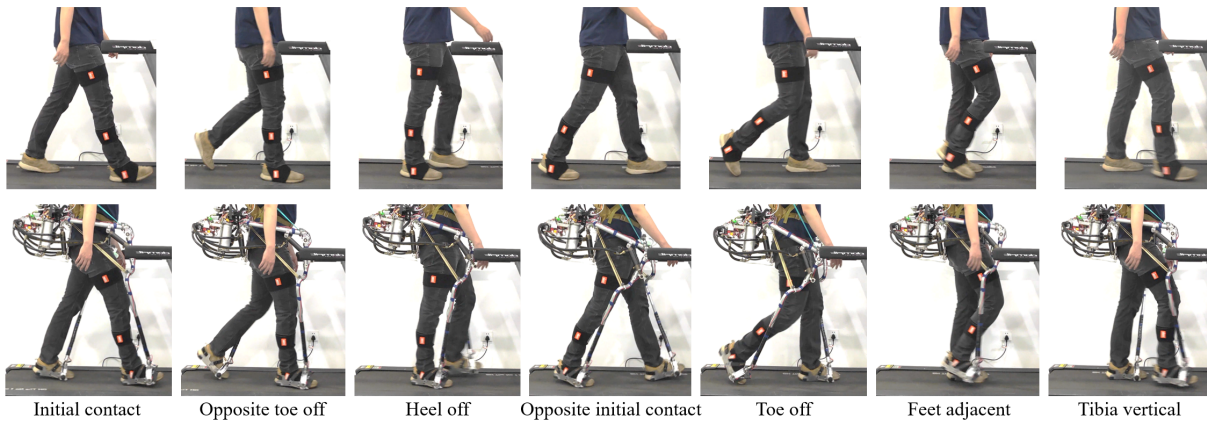 Initial contact
Opposite toe off
Heel off
Opposite initial contact
Toe off
Feet adjacent
Tibia vertical